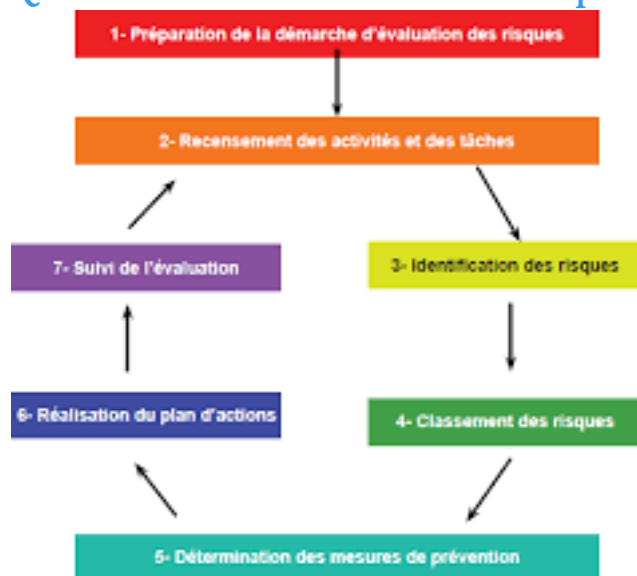 1- Préparation de la démarche d'évaluation des risques
2- Recensement des activités et des tâches
7- Suivi de l'évaluation
3- Identification des risques
6- Réalisation du plan d'actions
4- Classement des risques
5- Détermination des mesures de prévention